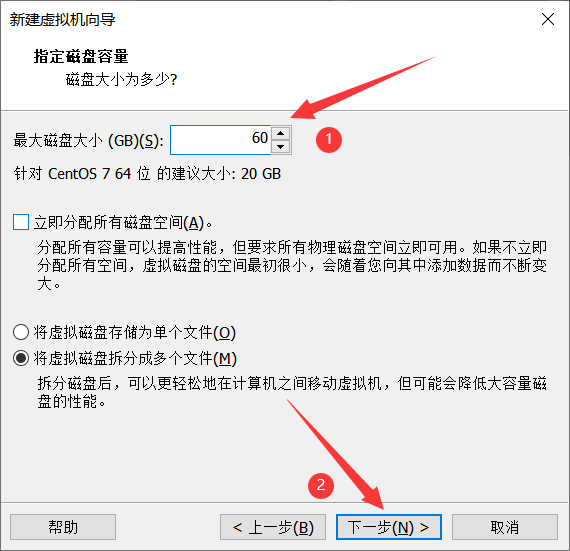 新建虚拟机向导
指定磁盘容量
磁盘大小为多少?
最大磁盘大小 (GB)(S): 60
1
针对 CentOS 7 64 位 的建议大小: 20 GB
立即分配所有磁盘空间(A)。
分配所有容量可以提高性能，但要求所有物理磁盘空间立即可用。如果不立即
分配所有空间，虚拟磁盘的空间最初很小，会随着您向其中添加数据而不断变
大。
将虚拟磁盘存储为单个文件(O)
将虚拟磁盘拆分成多个文件(M)
拆分磁盘后，可以更轻松地在计算机之间移动虚拟机，但可能会降低大容量磁
盘的性能。
2
帮助 < 上一步(B) 下一步(N) > 取消